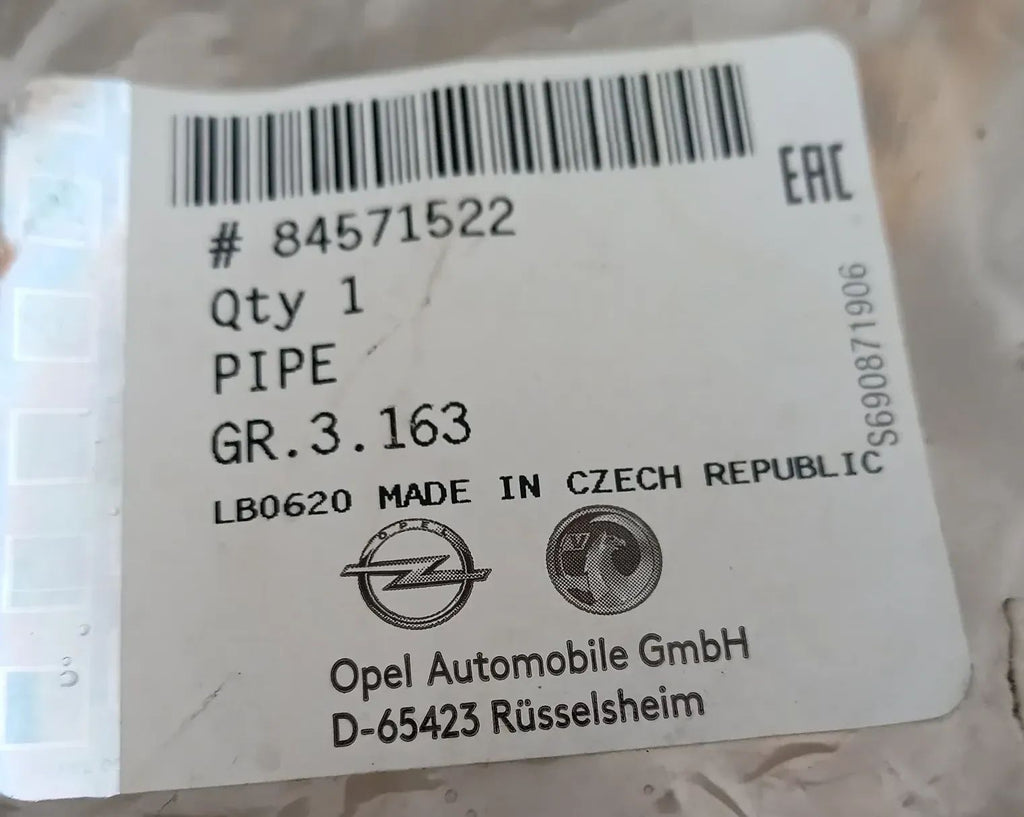 EAC
# 84571522
Qty 1
PIPE
GR.3.163
S690871906
LB0620 MADE IN CZECH REPUBLIC
OPEL
V
Opel Automobile GmbH
D-65423 Rüsselsheim